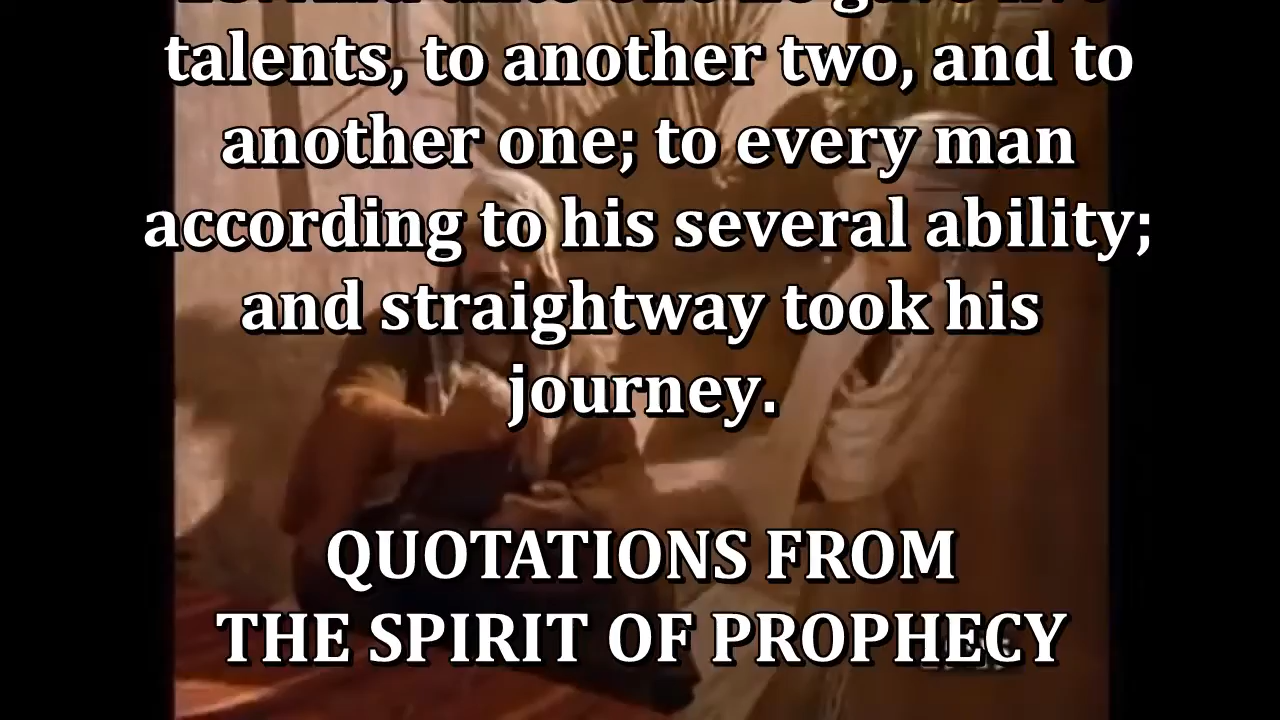 talents, to another two, and to
another one; to every man
according to his several ability;
and straightway took his
journey.
QUOTATIONS FROM
THE SPIRIT OF PROPHECY